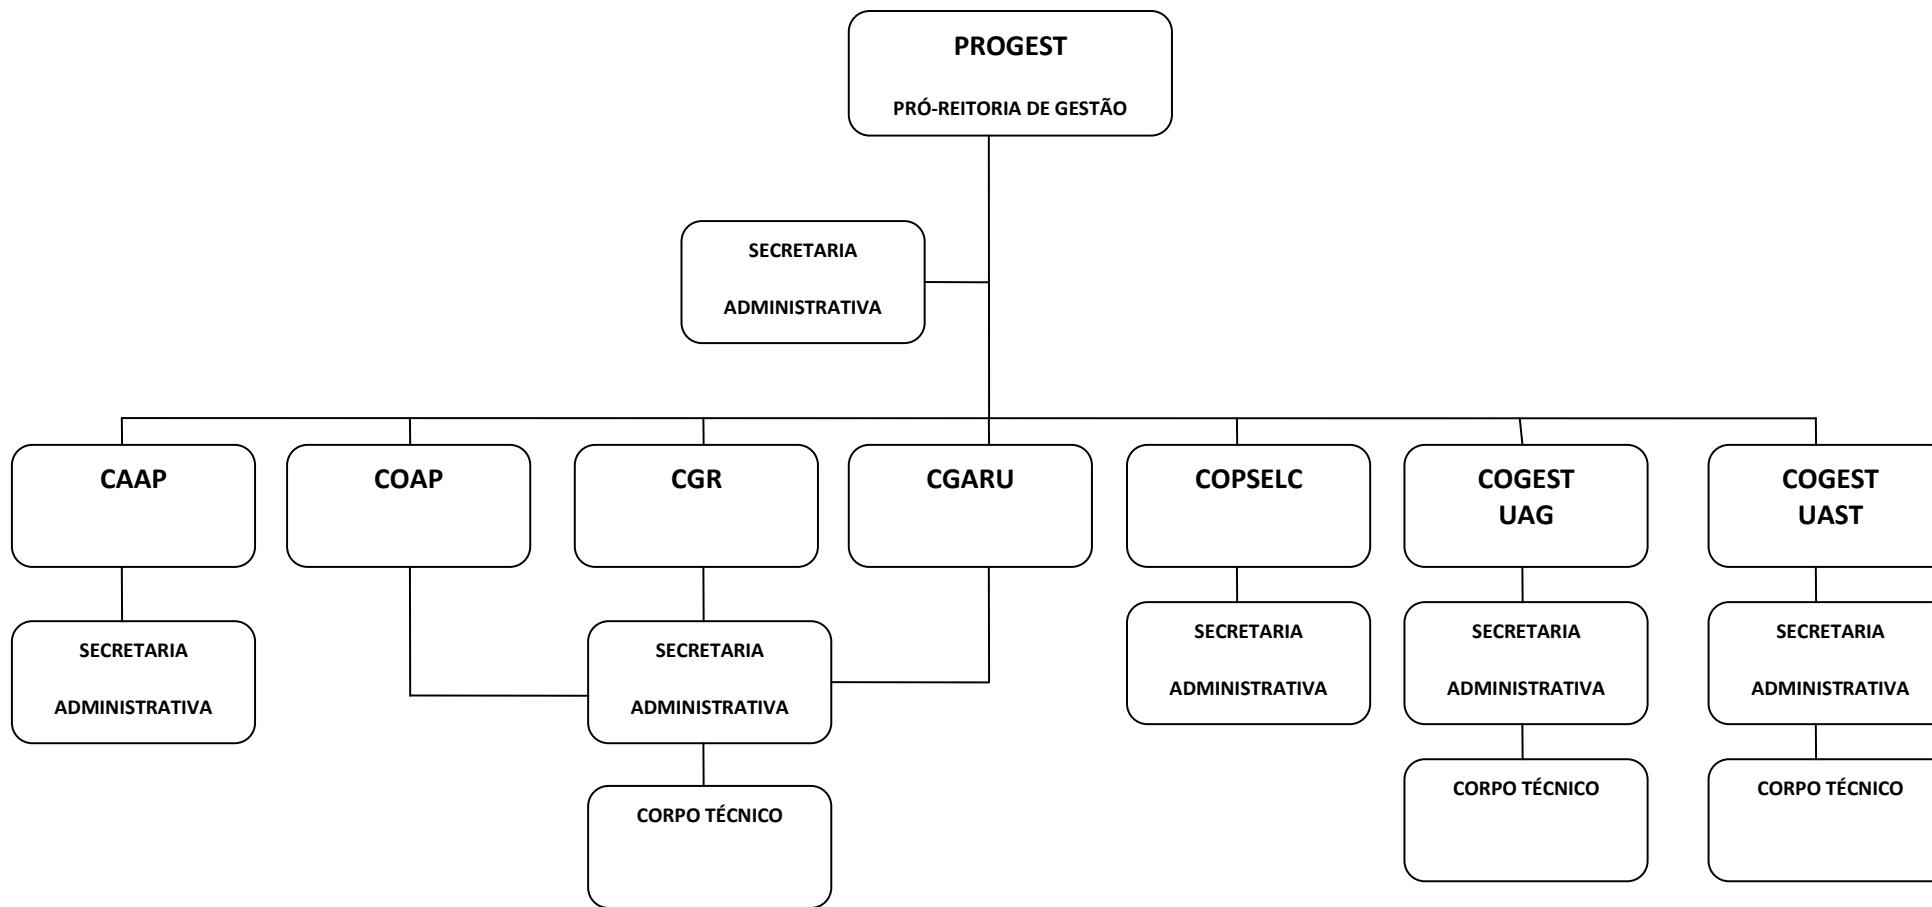 PROGEST
PRÓ-REITORIA DE GESTÃO
SECRETARIA
ADMINISTRATIVA
CAAP
COAP
CGR
CGARU
COPSELC
COGEST
UAG
COGEST
UAST
SECRETARIA
ADMINISTRATIVA
SECRETARIA
ADMINISTRATIVA
SECRETARIA
ADMINISTRATIVA
SECRETARIA
ADMINISTRATIVA
SECRETARIA
ADMINISTRATIVA
CORPO TÉCNICO
CORPO TÉCNICO
CORPO TÉCNICO